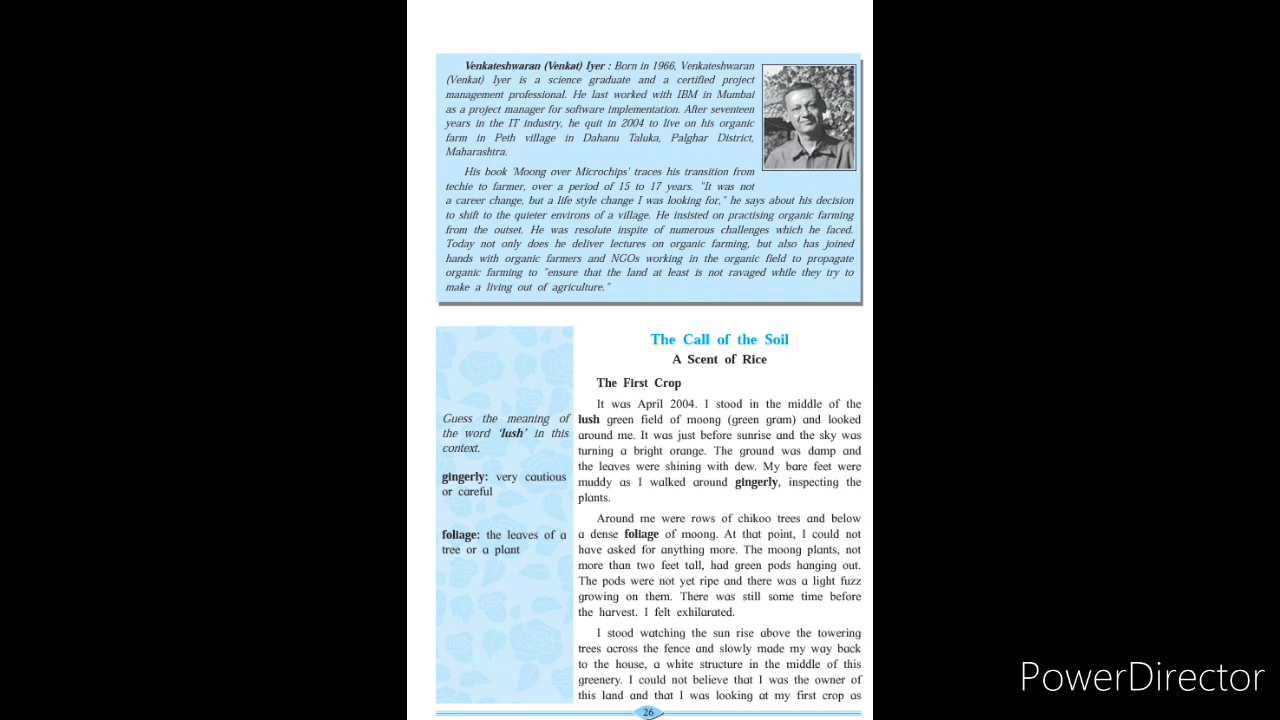 Venkateshwaran (Venkat) Iyer : Born in 1966, Venkateshwaran
(Venkat) Iyer is a science graduate and a certified project
management professional. He last worked with IBM in Mumbai
as a project manager for software implementation. After seventeen
years in the IT industry, he quit in 2004 to live on his organic
farm in Peth village in Dahanu Taluka, Palghar District,
Maharashtra.
His book 'Moong over Microchips' traces his transition from
techie to farmer, over a period of 15 to 17 years. "It was not
a career change, but a life style change I was looking for," he says about his decision
to shift to the quieter environs of a village. He insisted on practising organic farming
from the outset. He was resolute inspite of numerous challenges which he faced.
Today not only does he deliver lectures on organic farming, but also has joined
hands with organic farmers and NGOs working in the organic field to propagate
organic farming to "ensure that the land at least is not ravaged while they try to
make a living out of agriculture."
The Call of the Soil
A Scent of Rice
The First Crop
It was April 2004. I stood in the middle of the
lush green field of moong (green gram) and looked
around me. It was just before sunrise and the sky was
turning a bright orange. The ground was damp and
the leaves were shining with dew. My bare feet were
muddy as I walked around gingerly, inspecting the
plants.
Around me were rows of chikoo trees and below
a dense foliage of moong. At that point, I could not
have asked for anything more. The moong plants, not
more than two feet tall, had green pods hanging out.
The pods were not yet ripe and there was a light fuzz
growing on them. There was still some time before
the harvest. I felt exhilarated.
I stood watching the sun rise above the towering
trees across the fence and slowly made my way back
to the house, a white structure in the middle of this
greenery. I could not believe that I was the owner of
this land and that I was looking at my first crop as
Guess the meaning of
the word 'lush' in this
context.
gingerly: very cautious
or careful
foliage: the leaves of a
tree or a plant
26
PowerDirector